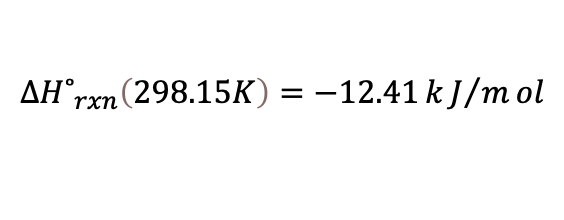 ΔH°rxn(298.15K) = −12.41 kJ/mol